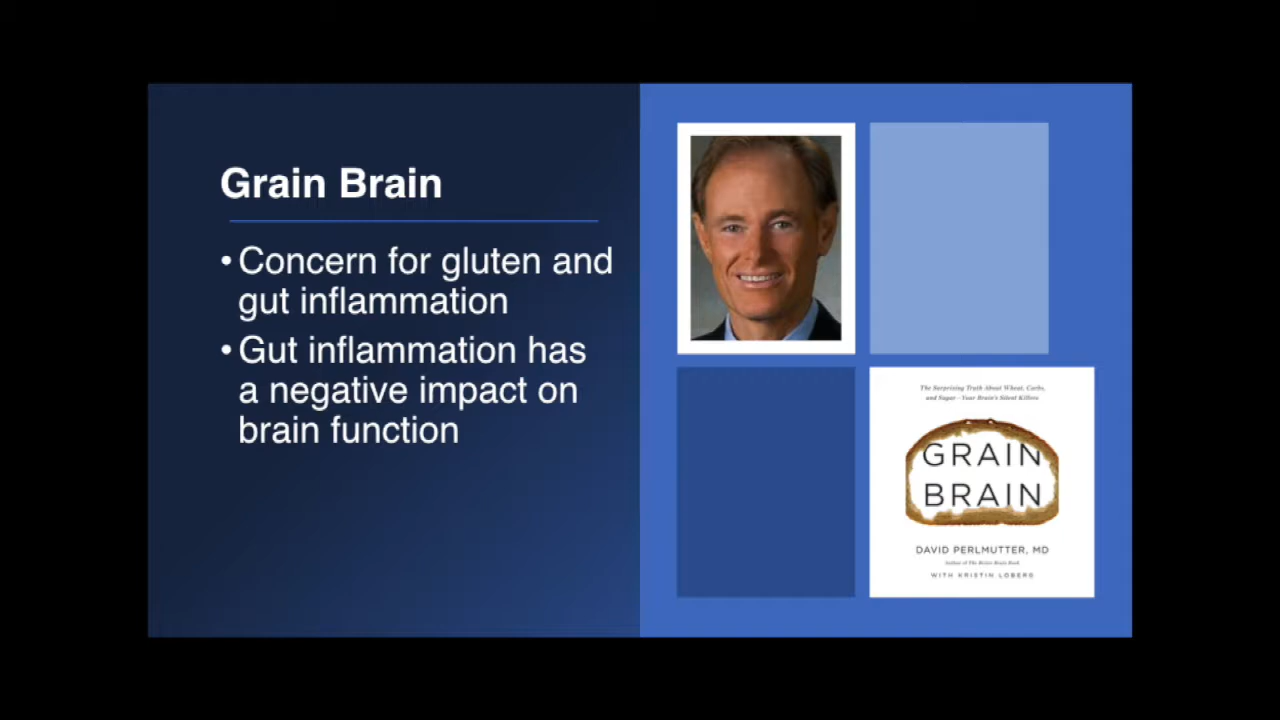 Grain Brain
• Concern for gluten and
gut inflammation
• Gut inflammation has
a negative impact on
brain function
The Surprising Truth About Wheat, Carbs,
and Sugar—Your Brain's Silent Killers
GRAIN
BRAIN
DAVID PERLMUTTER, MD
Author of The Better Brain Book
WITH KRISTIN LOBERG